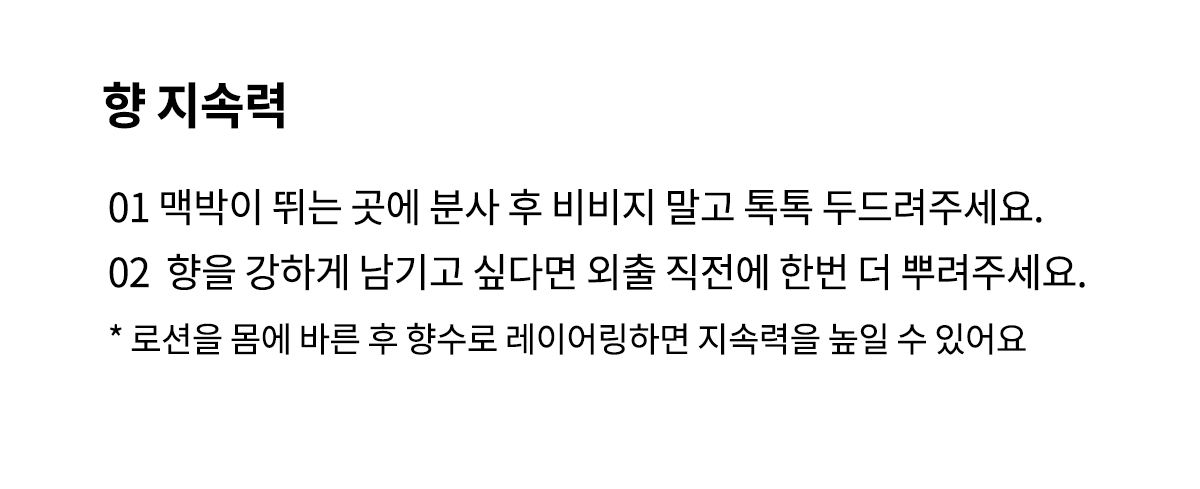 향 지속력
01 맥박이 뛰는 곳에 분사 후 비비지 말고 톡톡 두드려주세요.
02 향을 강하게 남기고 싶다면 외출 직전에 한번 더 뿌려주세요.
* 로션을 몸에 바른 후 향수로 레이어링하면 지속력을 높일 수 있어요